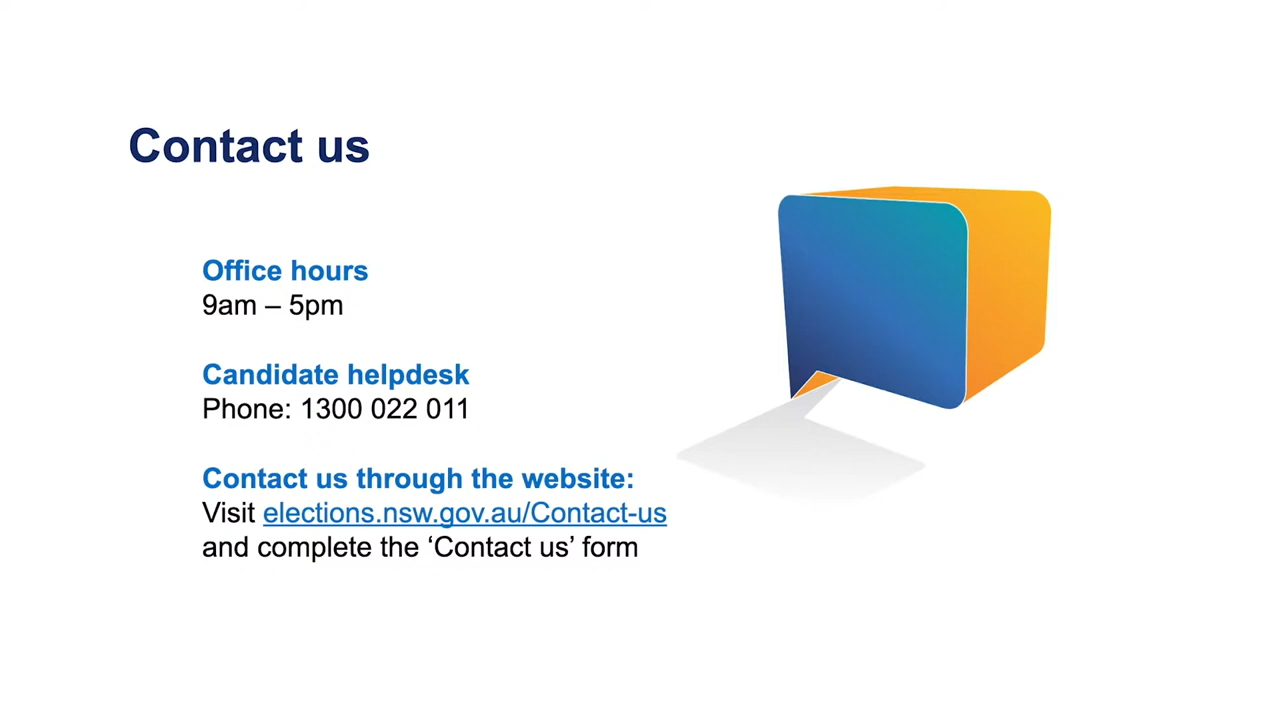 Contact us
Office hours
9am – 5pm
Candidate helpdesk
Phone: 1300 022 011
Contact us through the website:
Visit elections.nsw.gov.au/Contact-us
and complete the ‘Contact us’ form